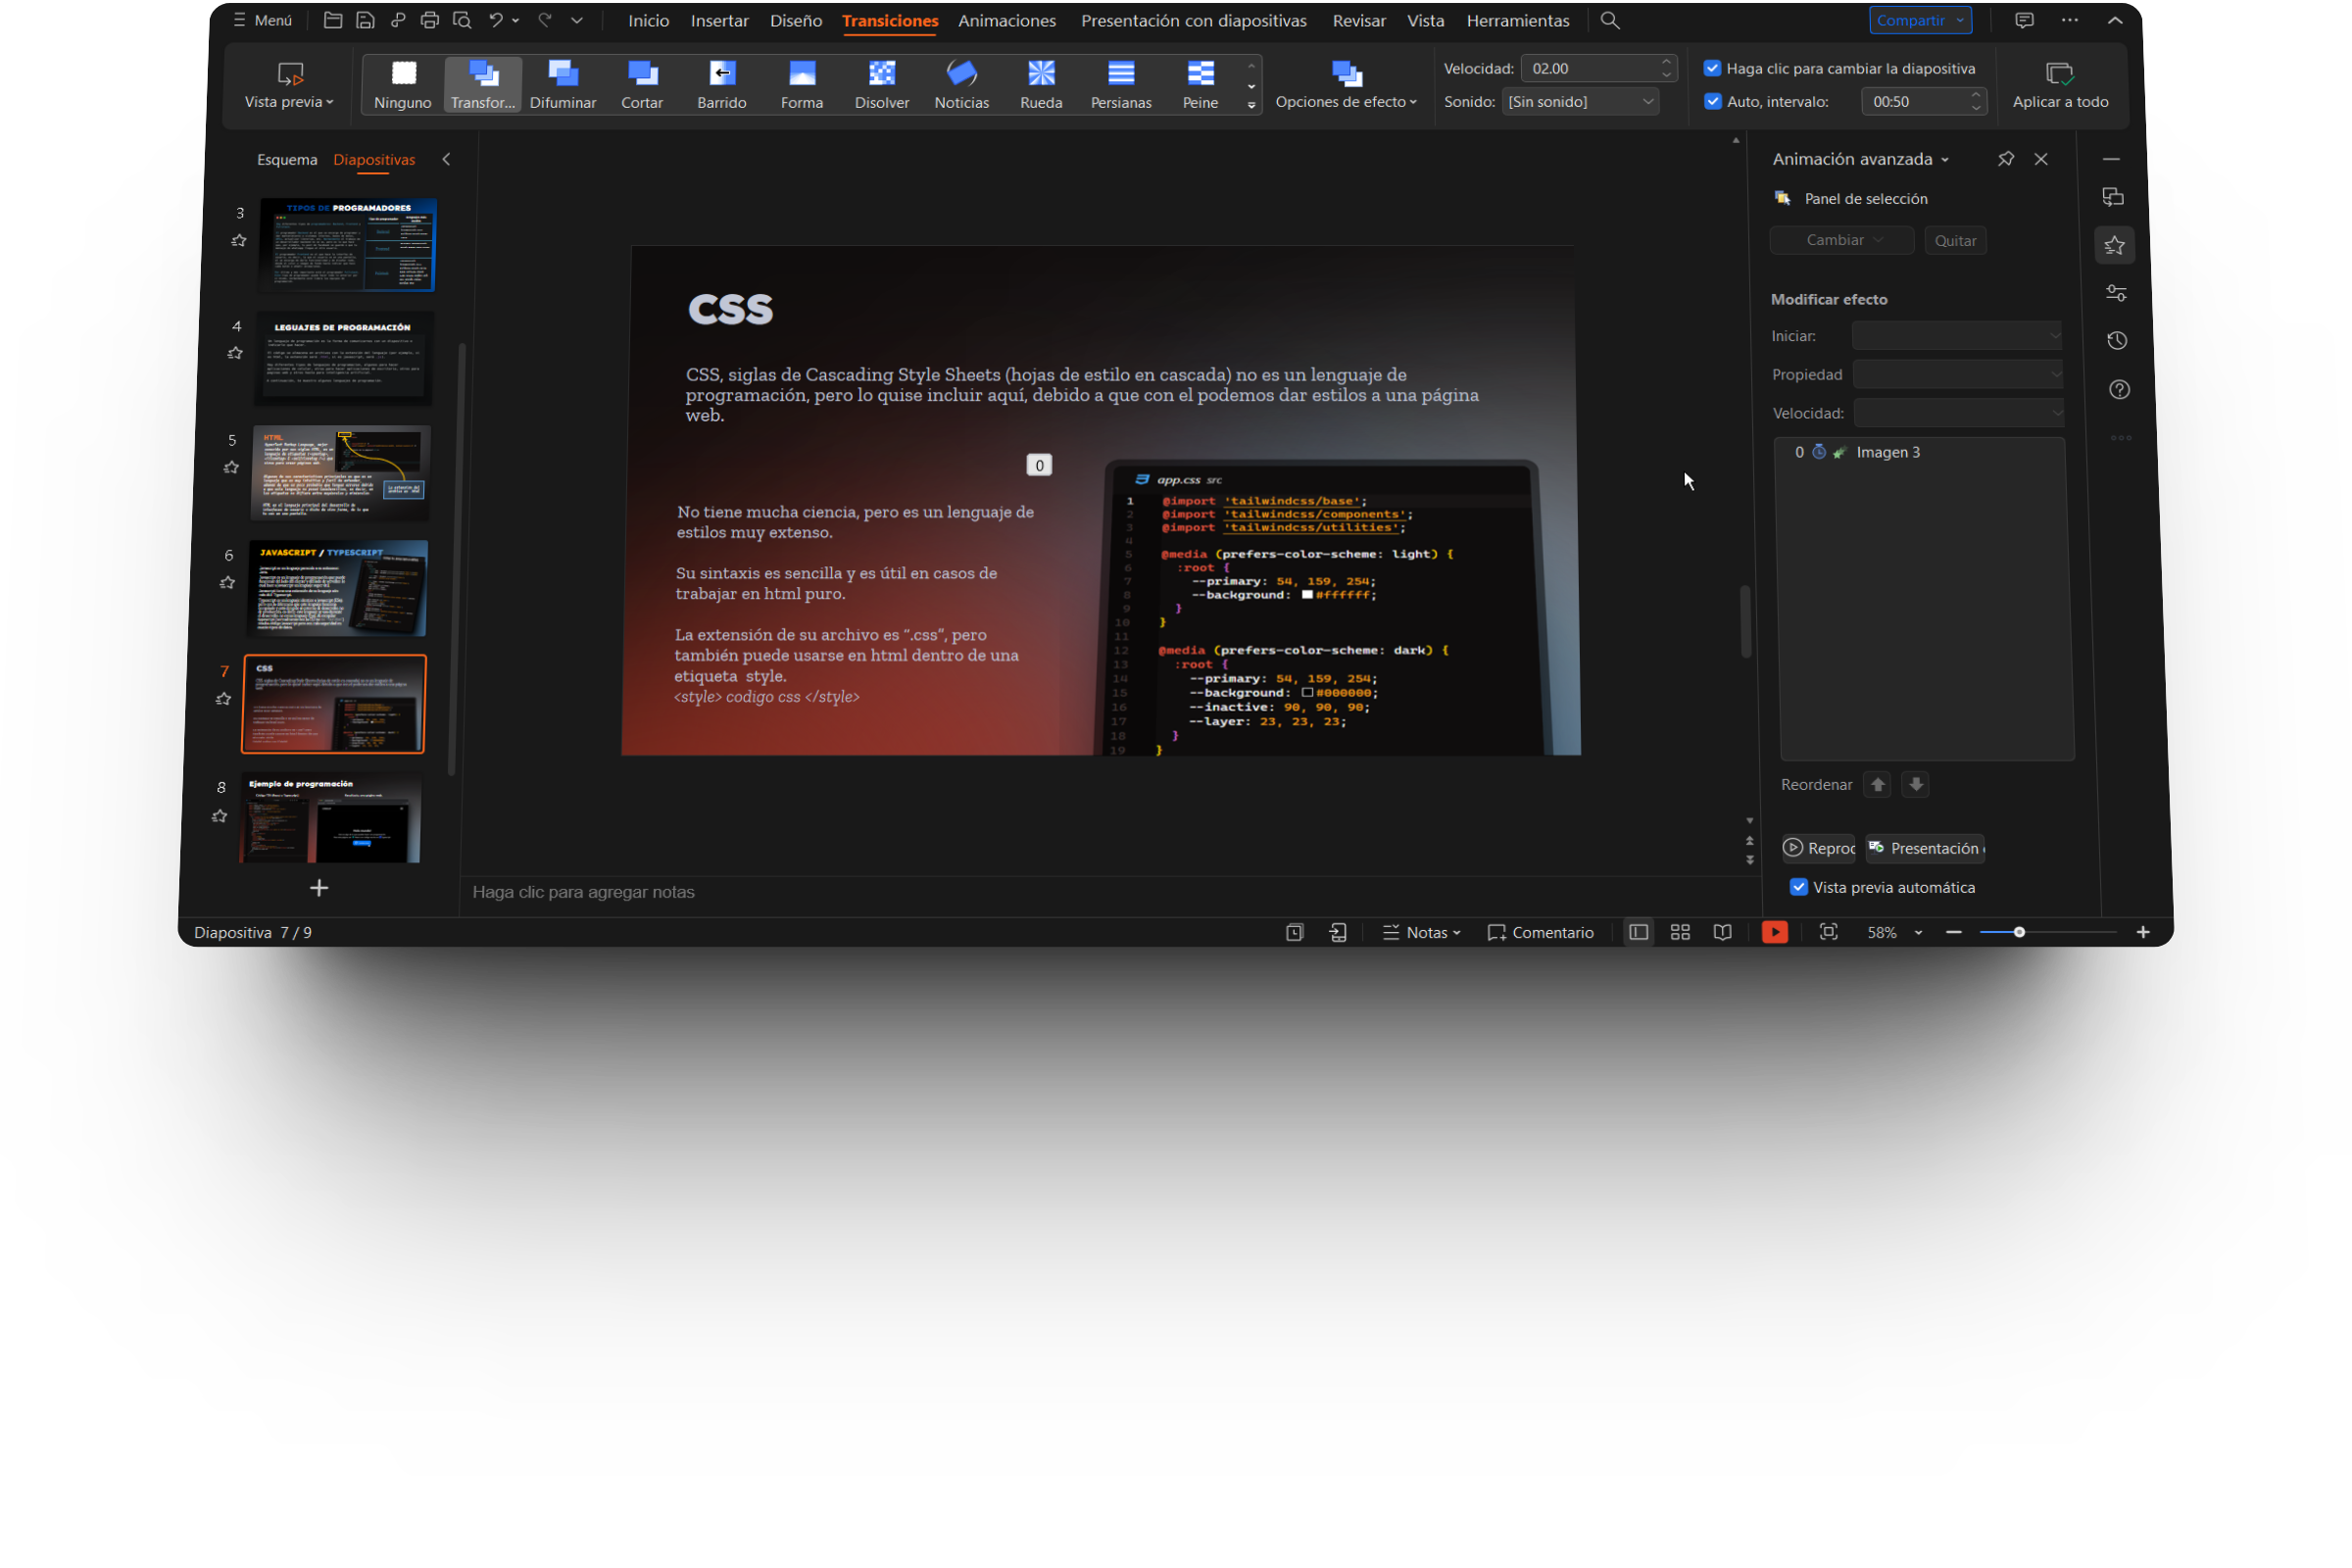 Menú
Inicio Insertar Diseño Transiciones Animaciones Presentación con diapositivas Revisar Vista Herramientas
Compartir
Vista previa
Ninguno Transfor... Difuminar Cortar Barrido Forma Disolver Noticias Rueda Persianas Peine
Opciones de efecto
Velocidad: 02.00
Sonido: [Sin sonido]
Haga clic para cambiar la diapositiva
Auto, intervalo: 00:50
Aplicar a todo
Esquema Diapositivas
3
TIPOS DE PROGRAMADORES
4
LEGUAJES DE PROGRAMACIÓN
5
HTML
6
JAVASCRIPT / TYPESCRIPT
7
CSS
8
Ejemplo de programación
CSS
CSS, siglas de Cascading Style Sheets (hojas de estilo en cascada) no es un lenguaje de
programación, pero lo quise incluir aquí, debido a que con el podemos dar estilos a una página
web.
0
No tiene mucha ciencia, pero es un lenguaje de
estilos muy extenso.
Su sintaxis es sencilla y es útil en casos de
trabajar en html puro.
La extensión de su archivo es “.css”, pero
también puede usarse en html dentro de una
etiqueta style.
<style> codigo css </style>
app.css src
1 @import 'tailwindcss/base';
2 @import 'tailwindcss/components';
3 @import 'tailwindcss/utilities';
4
5 @media (prefers-color-scheme: light) {
6 :root {
7 --primary: 54, 159, 254;
8 --background: #ffffff;
9 }
10 }
11
12 @media (prefers-color-scheme: dark) {
13 :root {
14 --primary: 54, 159, 254;
15 --background: #000000;
16 --inactive: 90, 90, 90;
17 --layer: 23, 23, 23;
18 }
19 }
Animación avanzada
Panel de selección
Cambiar Quitar
Modificar efecto
Iniciar:
Propiedad
Velocidad:
0 Imagen 3
Reordenar
Reproc Presentación
Vista previa automática
Haga clic para agregar notas
Diapositiva 7 / 9
Notas Comentario 58%